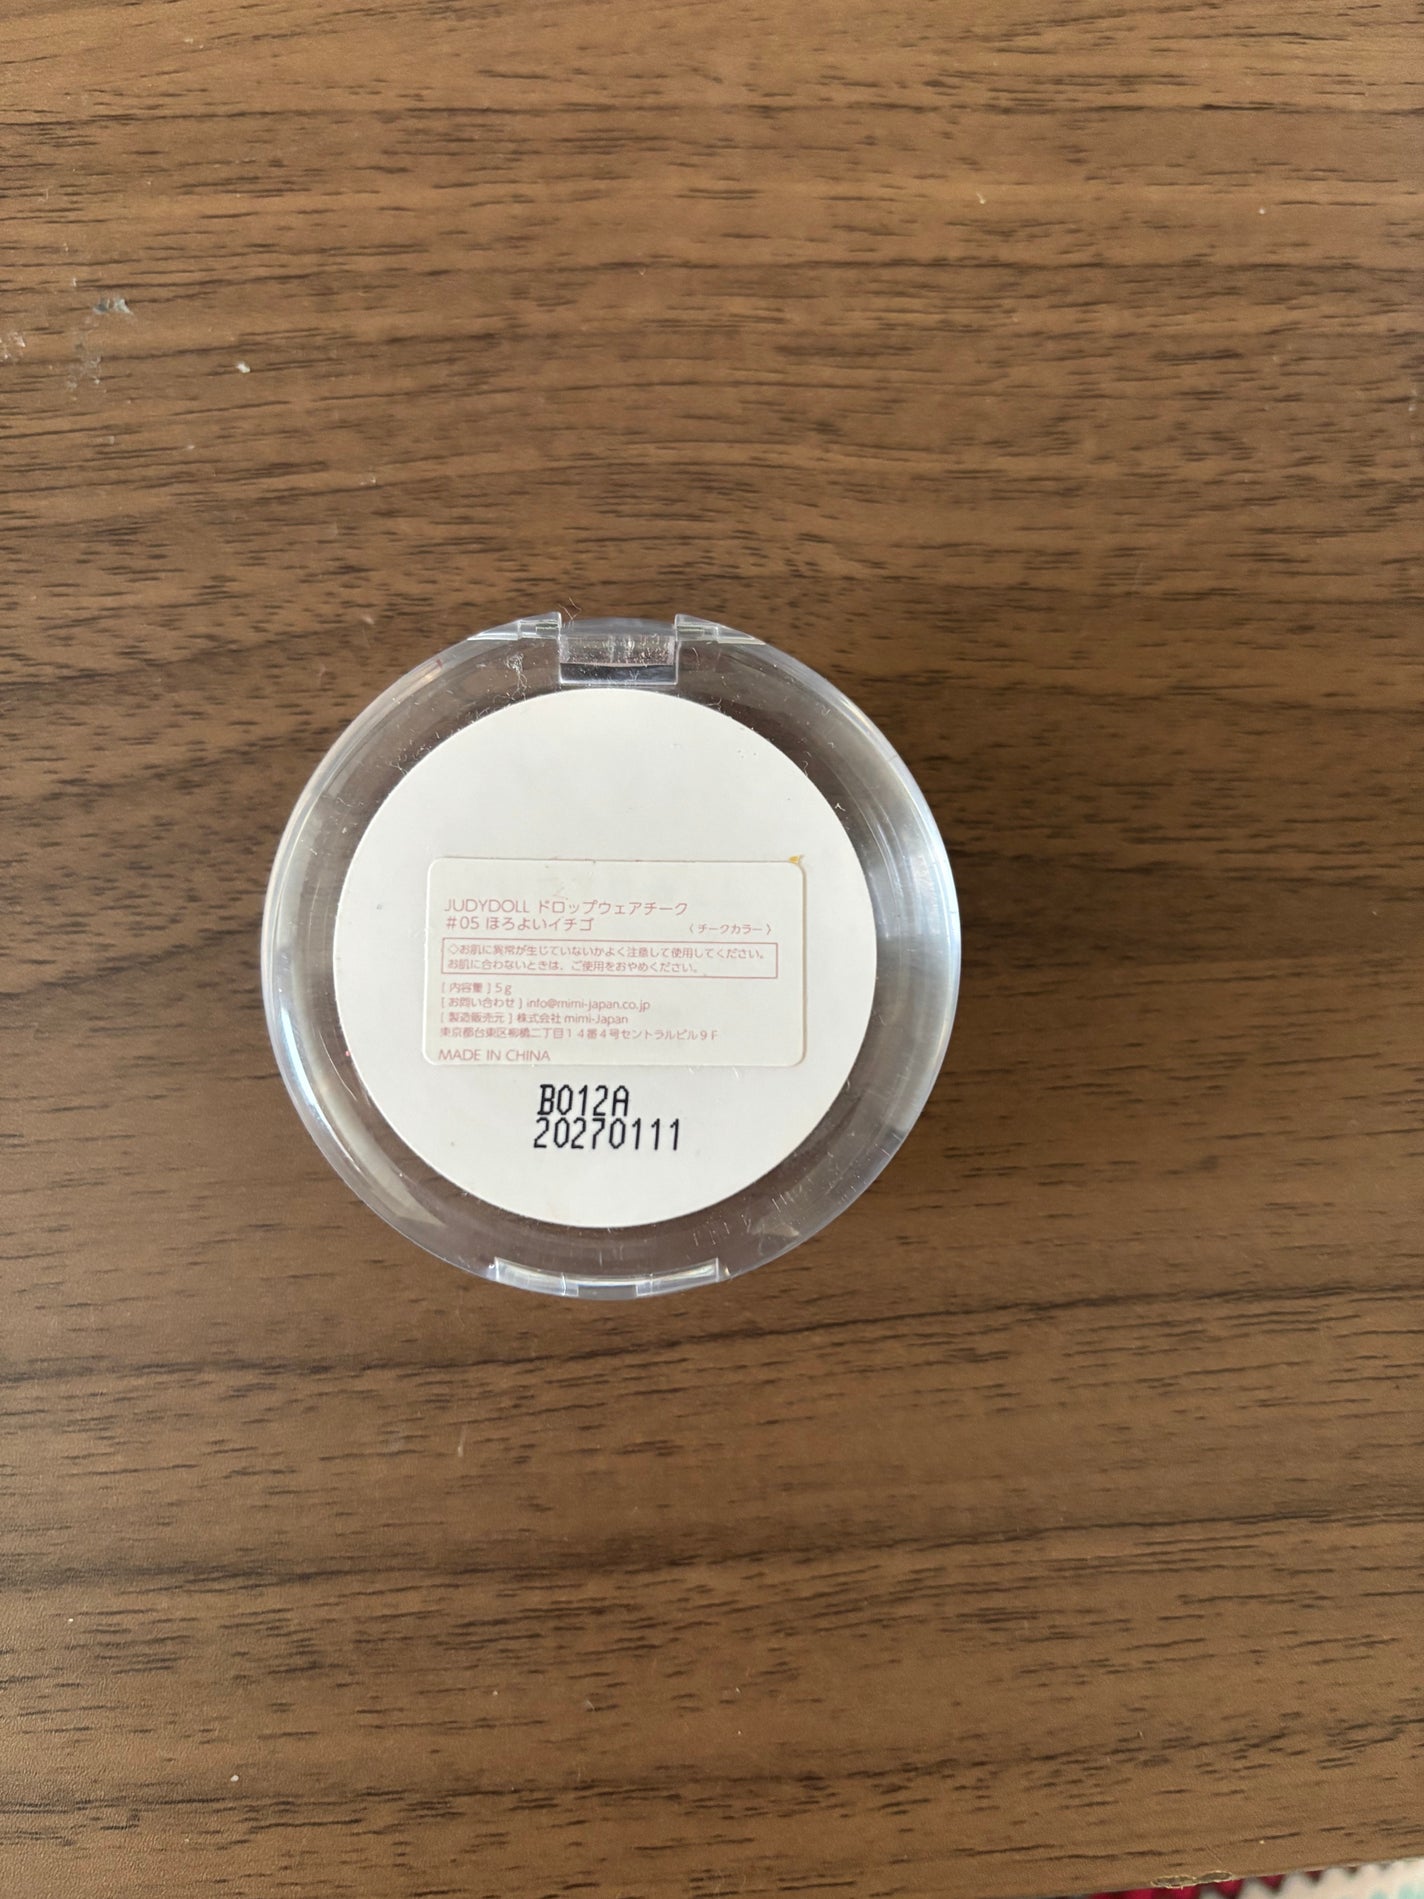 JUDYDOLL ドロップウェアチーク
#05 ほろよいイチゴ 〈チークカラー〉
◇お肌に異常が生じていないかよく注意して使用してください。
お肌に合わないときは、ご使用をおやめください。
[ 内容量 ] 5g
[ お問い合わせ ] info@mimi-japan.co.jp
[ 製造販売元 ] 株式会社 mimi-Japan
東京都台東区柳橋二丁目14番4号セントラルビル9F
MADE IN CHINA
B012A
20270111